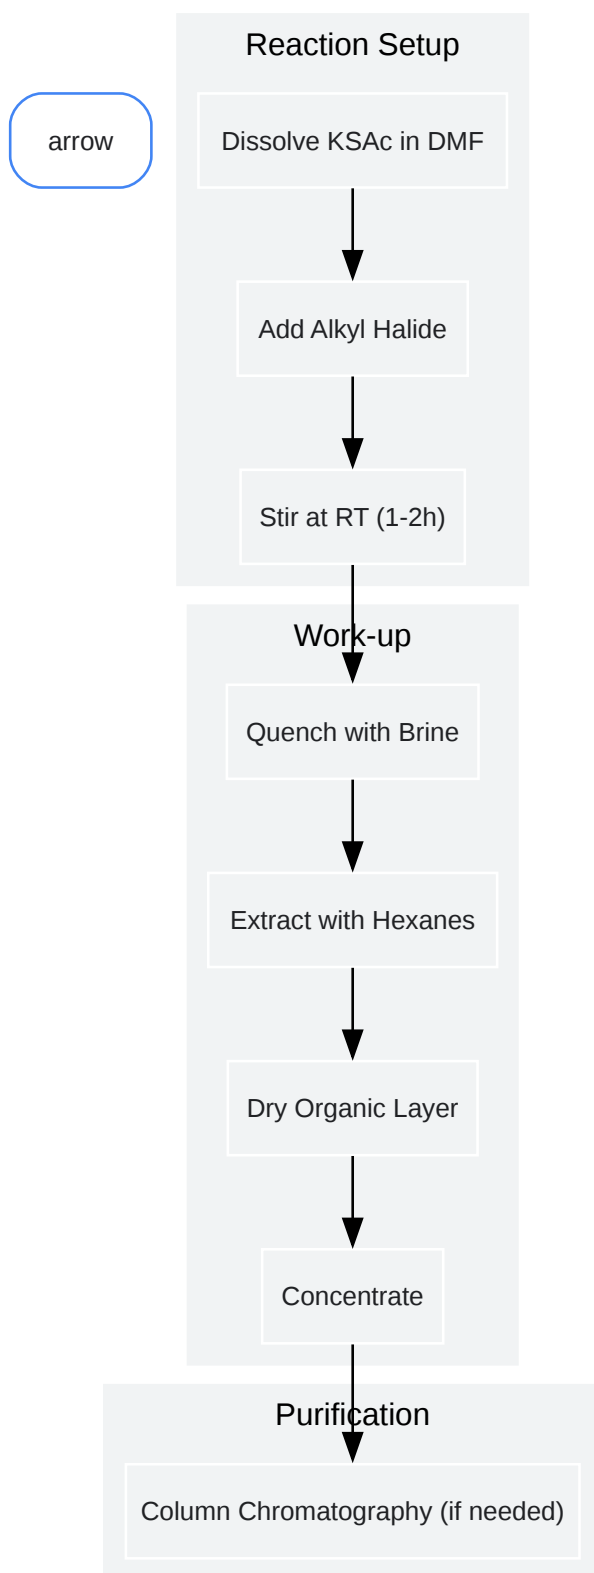 Reaction Setup
arrow
Dissolve KSAc in DMF
Add Alkyl Halide
Stir at RT (1-2h)
Work-up
Quench with Brine
Extract with Hexanes
Dry Organic Layer
Concentrate
Purification
Column Chromatography (if needed)